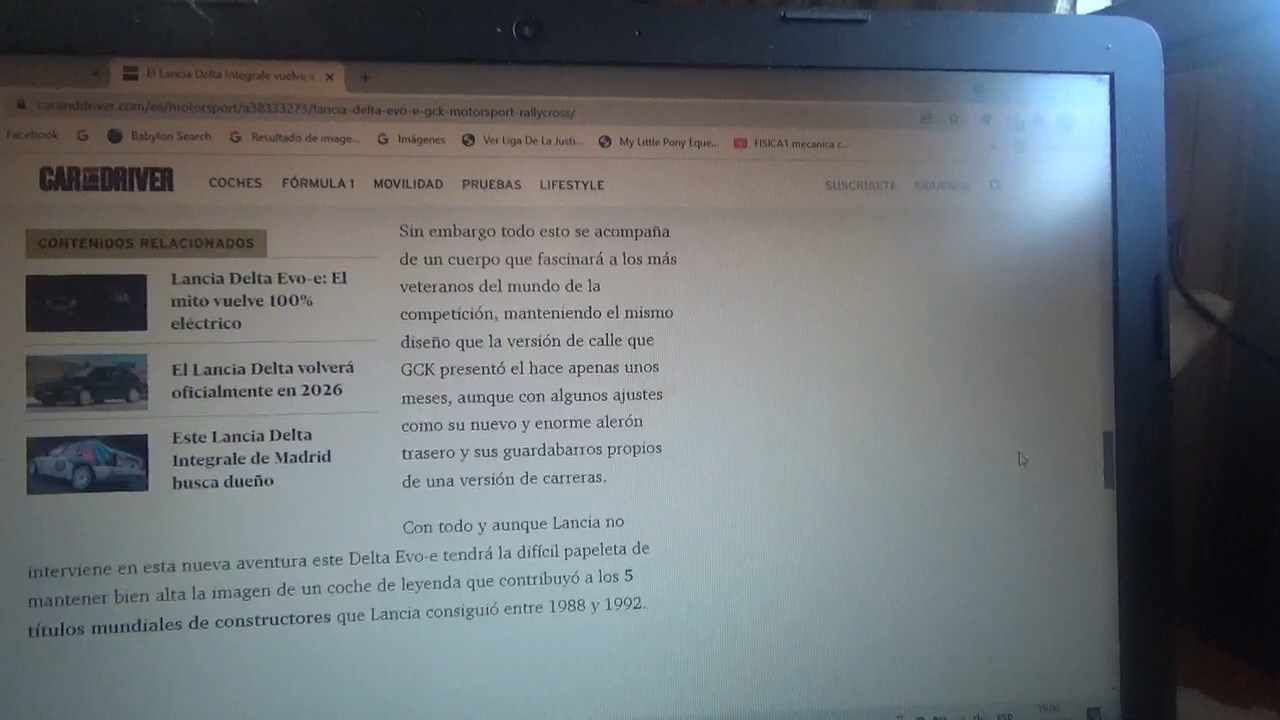 El Lancia Delta Integrale vuelve a
caranddriver.com/es/motorsport/a38333273/lancia-delta-evo-e-gck-motorsport-rallycross/
Facebook
Babylon Search
Resultado de image...
Imágenes
Ver Liga De La Justi...
My Little Pony Eque...
FISICA1 mecanica c...
CAR AND DRIVER
COCHES
FÓRMULA 1
MOVILIDAD
PRUEBAS
LIFESTYLE
SUSCRÍBETE
SÍGUENOS
CONTENIDOS RELACIONADOS
Lancia Delta Evo-e: El
mito vuelve 100%
eléctrico
El Lancia Delta volverá
oficialmente en 2026
Este Lancia Delta
Integrale de Madrid
busca dueño
Sin embargo todo esto se acompaña
de un cuerpo que fascinará a los más
veteranos del mundo de la
competición, manteniendo el mismo
diseño que la versión de calle que
GCK presentó el hace apenas unos
meses, aunque con algunos ajustes
como su nuevo y enorme alerón
trasero y sus guardabarros propios
de una versión de carreras.
Con todo y aunque Lancia no
interviene en esta nueva aventura este Delta Evo-e tendrá la difícil papeleta de
mantener bien alta la imagen de un coche de leyenda que contribuyó a los 5
títulos mundiales de constructores que Lancia consiguió entre 1988 y 1992.
ESP
19:00